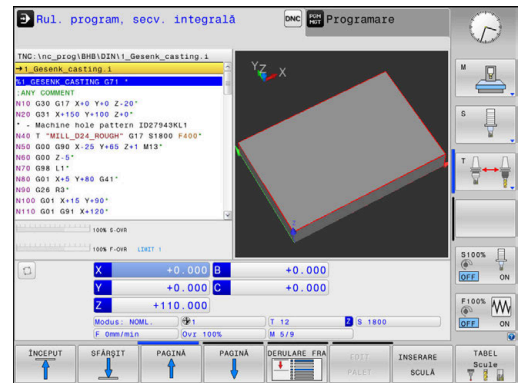 Rul. program, secv. integrală
DNC
PGM MGT
Programare
TNC:\nc_prog\BHB\DIN\1_Gesenk_casting.i
→1_Gesenk_casting.i
%1_GESENK_CASTING G71 *
;ANY COMMENT
N10 G30 G17 X+0 Y+0 Z-20*
N20 G31 X+150 Y+100 Z+0*
* - Machine hole pattern ID27943KL1
N40 T "MILL_D24_ROUGH" G17 S1800 F400*
N50 G00 G90 X-25 Y+65 Z+1 M13*
N60 G00 Z-5*
N70 G98 L1*
N80 G01 X+5 Y+80 G41*
N90 G26 R3*
N100 G01 X+15 Y+90*
N110 G01 G91 X+120*
100% S-OVR
100% F-OVR LIMIT 1
Y Z X
Z
X +0.000 B +0.000
Y +0.000 C +0.000
Z +110.000
Modus: NOML. 1 T 12 Z S 1800
F 0mm/min Ovr 100% M 5/9
M
S
T
S100%
OFF ON
F100%
OFF ON
ÎNCEPUT
SFÂRŞIT
PAGINĂ
PAGINĂ
DERULARE FRA
EDIT.
PALET
INSERARE
SCULĂ
TABEL
Scule